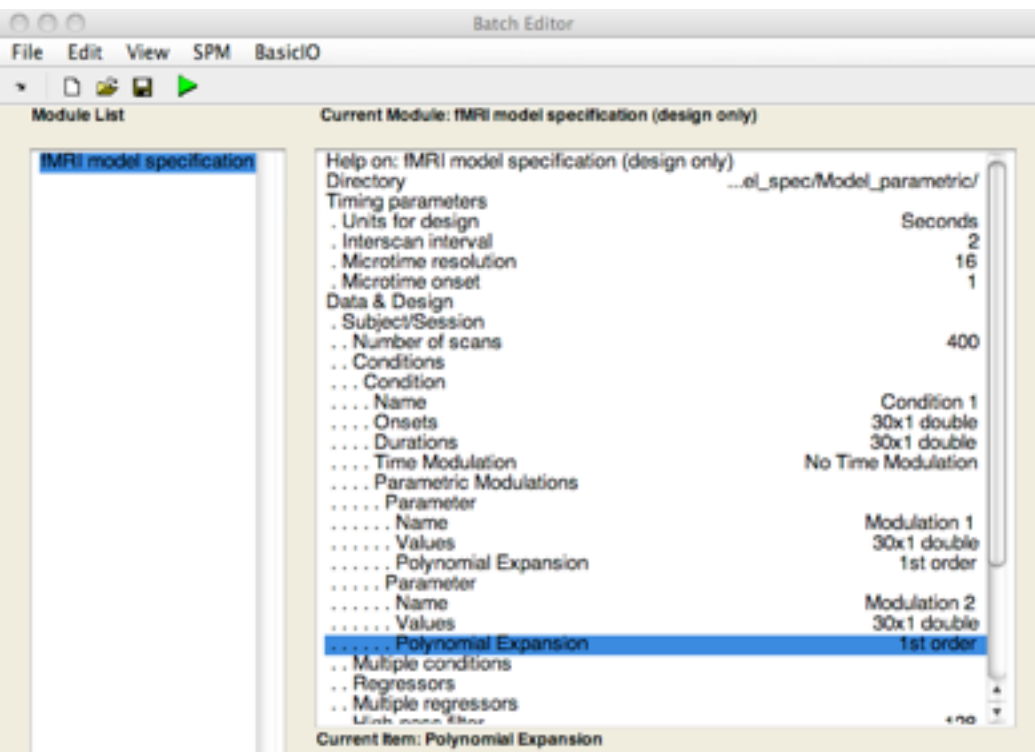 Batch Editor
File Edit View SPM BasicIO
Module List
Current Module: fMRI model specification (design only)
fMRI model specification
Help on: fMRI model specification (design only)
Directory ...el_spec/Model_parametric/
Timing parameters
. Units for design Seconds
. Interscan interval 2
. Microtime resolution 16
. Microtime onset 1
Data & Design
. Subject/Session
. . Number of scans 400
. . Conditions
. . . Condition
. . . . Name Condition 1
. . . . Onsets 30x1 double
. . . . Durations 30x1 double
. . . . Time Modulation No Time Modulation
. . . . Parametric Modulations
. . . . . Parameter
. . . . . . Name Modulation 1
. . . . . . Values 30x1 double
. . . . . . Polynomial Expansion 1st order
. . . . . Parameter
. . . . . . Name Modulation 2
. . . . . . Values 30x1 double
. . . . . . Polynomial Expansion 1st order
. . Multiple conditions
. . Regressors
. . Multiple regressors
. . High-pass filter 128
Current Item: Polynomial Expansion